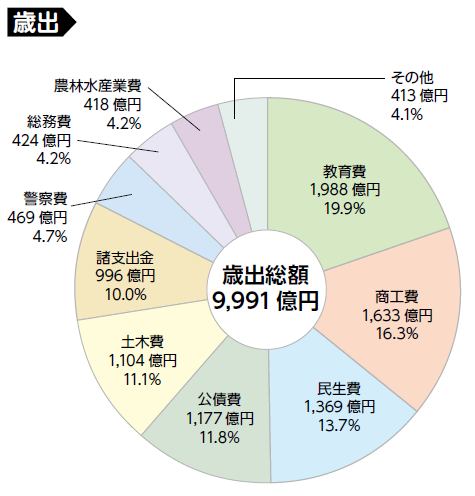 歳出
歳出総額
9,991 億円
教育費
1,988 億円
19.9%
商工費
1,633 億円
16.3%
民生費
1,369 億円
13.7%
公債費
1,177 億円
11.8%
土木費
1,104 億円
11.1%
諸支出金
996 億円
10.0%
警察費
469 億円
4.7%
総務費
424 億円
4.2%
農林水産業費
418 億円
4.2%
その他
413 億円
4.1%